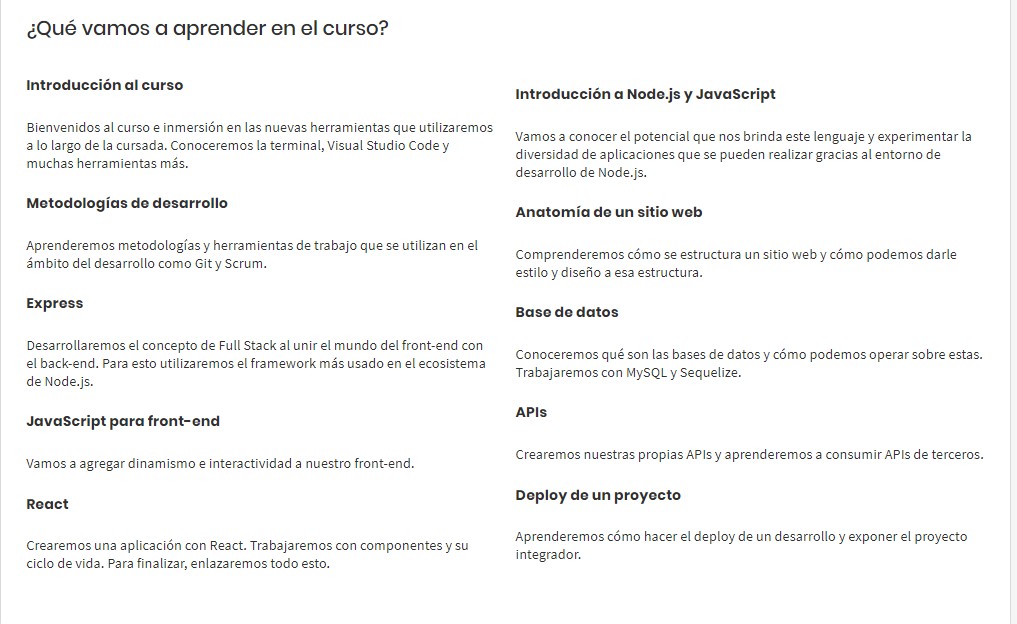 ¿Qué vamos a aprender en el curso?
Introducción al curso
Bienvenidos al curso e inmersión en las nuevas herramientas que utilizaremos
a lo largo de la cursada. Conoceremos la terminal, Visual Studio Code y
muchas herramientas más.
Metodologías de desarrollo
Aprenderemos metodologías y herramientas de trabajo que se utilizan en el
ámbito del desarrollo como Git y Scrum.
Express
Desarrollaremos el concepto de Full Stack al unir el mundo del front-end con
el back-end. Para esto utilizaremos el framework más usado en el ecosistema
de Node.js.
JavaScript para front-end
Vamos a agregar dinamismo e interactividad a nuestro front-end.
React
Crearemos una aplicación con React. Trabajaremos con componentes y su
ciclo de vida. Para finalizar, enlazaremos todo esto.
Introducción a Node.js y JavaScript
Vamos a conocer el potencial que nos brinda este lenguaje y experimentar la
diversidad de aplicaciones que se pueden realizar gracias al entorno de
desarrollo de Node.js.
Anatomía de un sitio web
Comprenderemos cómo se estructura un sitio web y cómo podemos darle
estilo y diseño a esa estructura.
Base de datos
Conoceremos qué son las bases de datos y cómo podemos operar sobre estas.
Trabajaremos con MySQL y Sequelize.
APIs
Crearemos nuestras propias APIs y aprenderemos a consumir APIs de terceros.
Deploy de un proyecto
Aprenderemos cómo hacer el deploy de un desarrollo y exponer el proyecto
integrador.